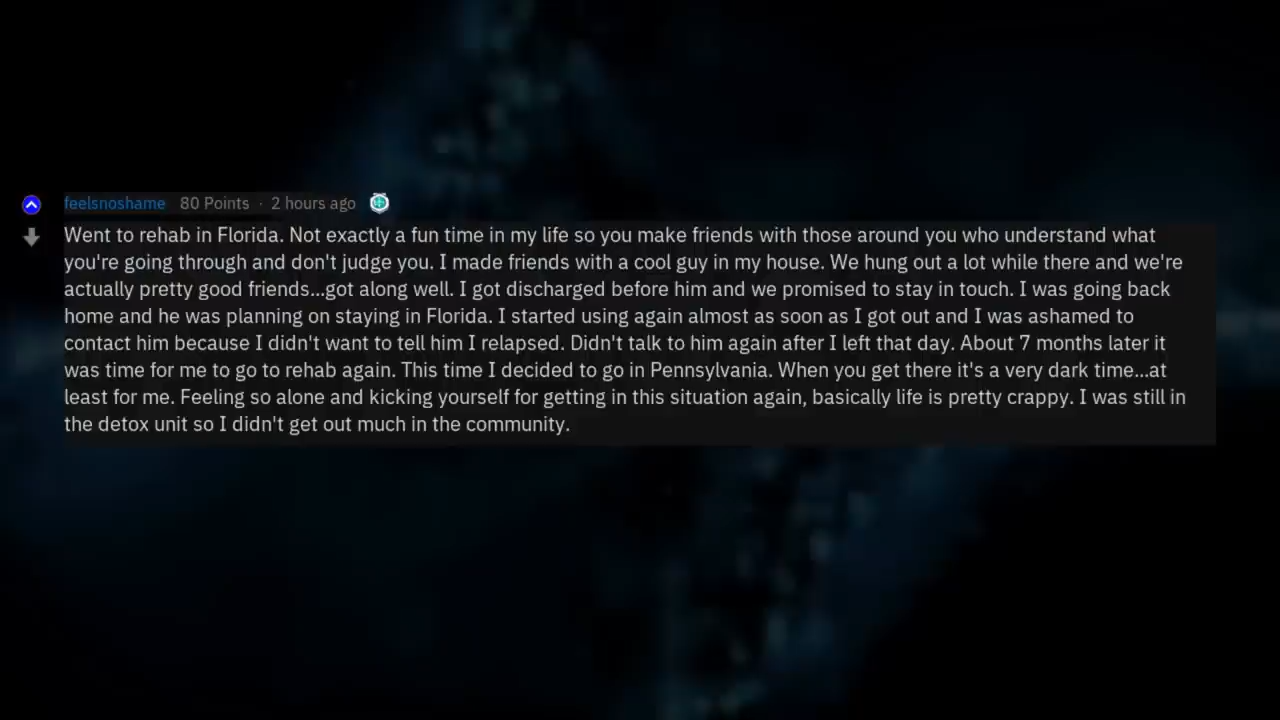 feelsnoshame 80 Points · 2 hours ago
Went to rehab in Florida. Not exactly a fun time in my life so you make friends with those around you who understand what
you're going through and don't judge you. I made friends with a cool guy in my house. We hung out a lot while there and we're
actually pretty good friends...got along well. I got discharged before him and we promised to stay in touch. I was going back
home and he was planning on staying in Florida. I started using again almost as soon as I got out and I was ashamed to
contact him because I didn't want to tell him I relapsed. Didn't talk to him again after I left that day. About 7 months later it
was time for me to go to rehab again. This time I decided to go in Pennsylvania. When you get there it's a very dark time...at
least for me. Feeling so alone and kicking yourself for getting in this situation again, basically life is pretty crappy. I was still in
the detox unit so I didn't get out much in the community.